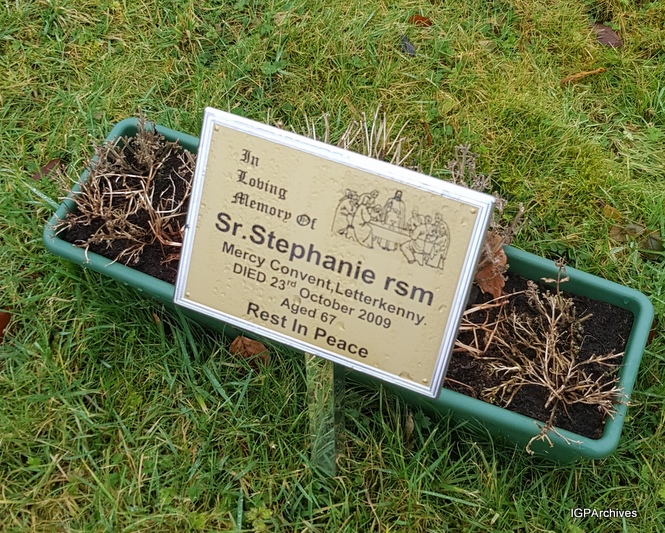 In
Loving
Memory Of
Sr.Stephanie rsm
Mercy Convent,Letterkenny.
DIED 23rd October 2009
Aged 67
Rest In Peace
IGPArchives